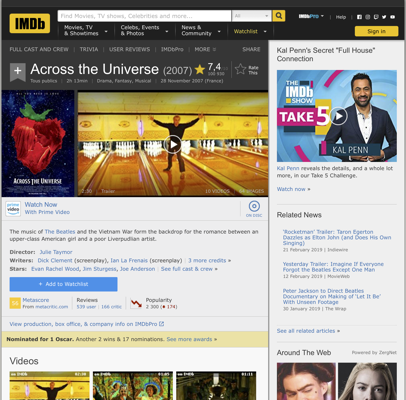 IMDb
Find Movies, TV shows, Celebrities and more...
All
Movies, TV
& Showtimes
Celebs, Events
& Photos
News &
Community
Watchlist
IMDbPro
Help
Sign in
FULL CAST AND CREW | TRIVIA | USER REVIEWS | IMDbPro | MORE
SHARE
Across the Universe (2007)
7,4
Rate
This
Tous publics | 2h 13min | Drama, Fantasy, Musical | 28 November 2007 (France)
ACROSS THE UNIVERSE
Trailer
prime
video
Watch Now
With Prime Video
ON DISC
The music of The Beatles and the Vietnam War form the backdrop for the romance between an
upper-class American girl and a poor Liverpudlian artist.
Director: Julie Taymor
Writers: Dick Clement (screenplay), Ian La Frenais (screenplay) | 3 more credits »
Stars: Evan Rachel Wood, Jim Sturgess, Joe Anderson | See full cast & crew »
+ Add to Watchlist
Metascore
From metacritic.com
Reviews
539 user | 166 critic
Popularity
2 300 (▼ 174)
View production, box office, & company info on IMDbPro
Nominated for 1 Oscar. Another 2 wins & 17 nominations. See more awards »
Videos
Kal Penn's Secret "Full House"
Connection
THE
IMDb
SHOW
TAKE 5
KAL PENN
Kal Penn reveals the details, and a whole lot
more, in our Take 5 Challenge.
Watch now »
Related News
'Rocketman' Trailer: Taron Egerton
Dazzles as Elton John (and Does His Own
Singing)
21 February 2019 | Indiewire
Yesterday Trailer: Imagine If Everyone
Forget the Beatles Except One Man
12 February 2019 | MovieWeb
Peter Jackson to Direct Beatles
Documentary on Making of 'Let It Be'
With Unseen Footage
30 January 2019 | The Wrap
See all related articles »
Around The Web
Powered by ZergNet